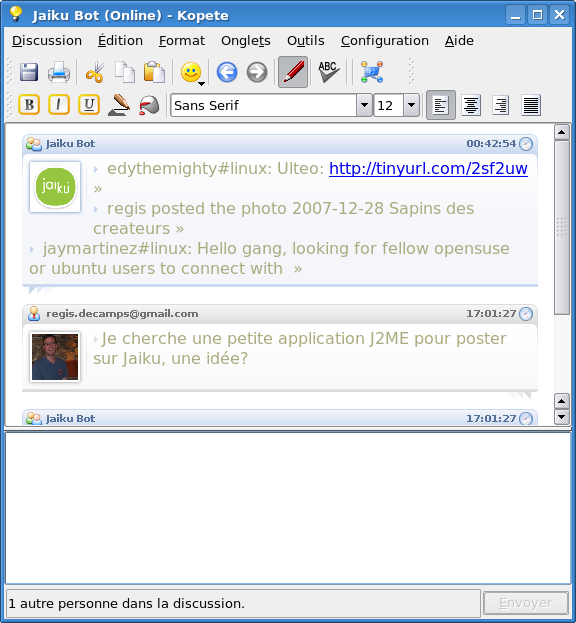 Jaiku Bot (Online) - Kopete
Discussion Édition Format Onglets Outils Configuration Aide
ABC
B I U Sans Serif 12
Jaiku Bot 00:42:54
jaikü
edythemighty#linux: Ulteo: http://tinyurl.com/2sf2uw
»
regis posted the photo 2007-12-28 Sapins des
createurs »
jaymartinez#linux: Hello gang, looking for fellow opensuse
or ubuntu users to connect with »
regis.decamps@gmail.com 17:01:27
Je cherche une petite application J2ME pour poster
sur Jaiku, une idée?
Jaiku Bot 17:01:27
1 autre personne dans la discussion. Envoyer